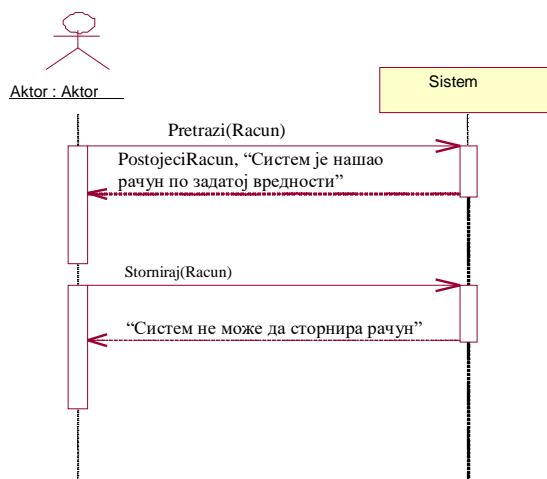 Aktor : Aktor
Sistem
Pretrazi(Racun)
PostojeciRacun, “Систем је нашао
рачун по задатој вредности”
Storniraj(Racun)
“Систем не може да сторнира рачун”